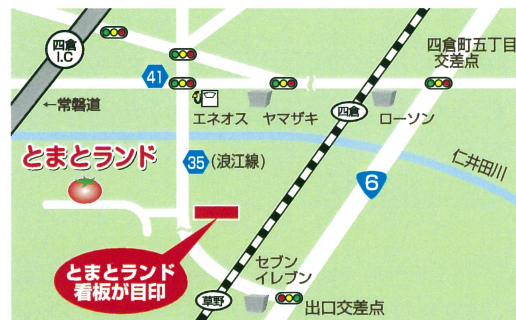 四倉
I.C
四倉町五丁目
交差点
41
←常磐道
エネオス
ヤマザキ
四倉
ローソン
とまとランド
35
(浪江線)
6
仁井田川
とまとランド
看板が目印
セブン
イレブン
草野
出口交差点